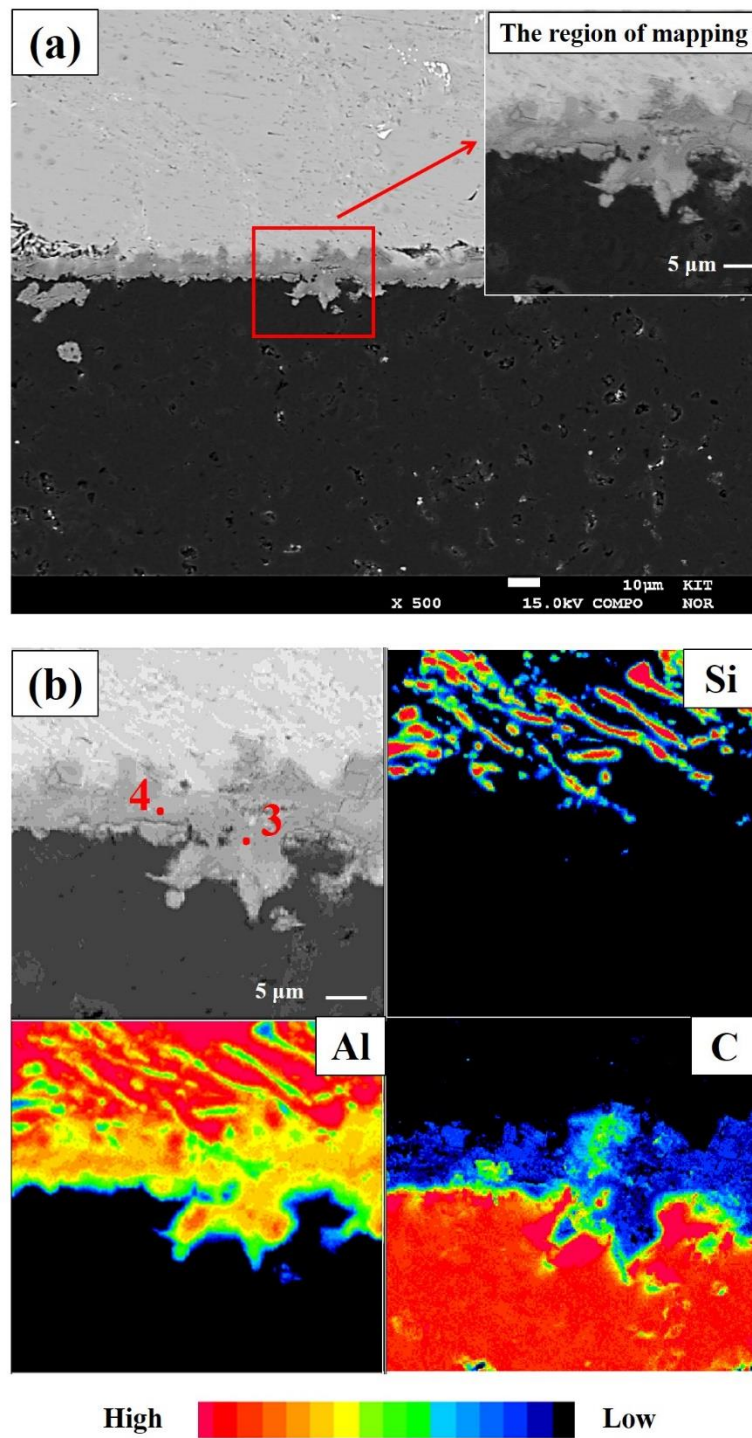 (a)
The region of mapping
5 μm
10μm KIT
X 500 15.0kV COMPO NOR
(b)
Si
4
3
5 μm
Al
C
High Low